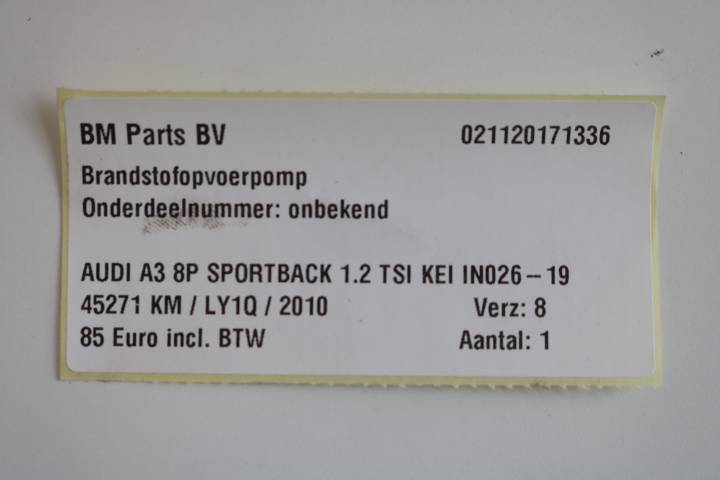 BM Parts BV 021120171336
Brandstofopvoerpomp
Onderdeelnummer: onbekend
AUDI A3 8P SPORTBACK 1.2 TSI KEI IN026 – 19
45271 KM / LY1Q / 2010 Verz: 8
85 Euro incl. BTW Aantal: 1